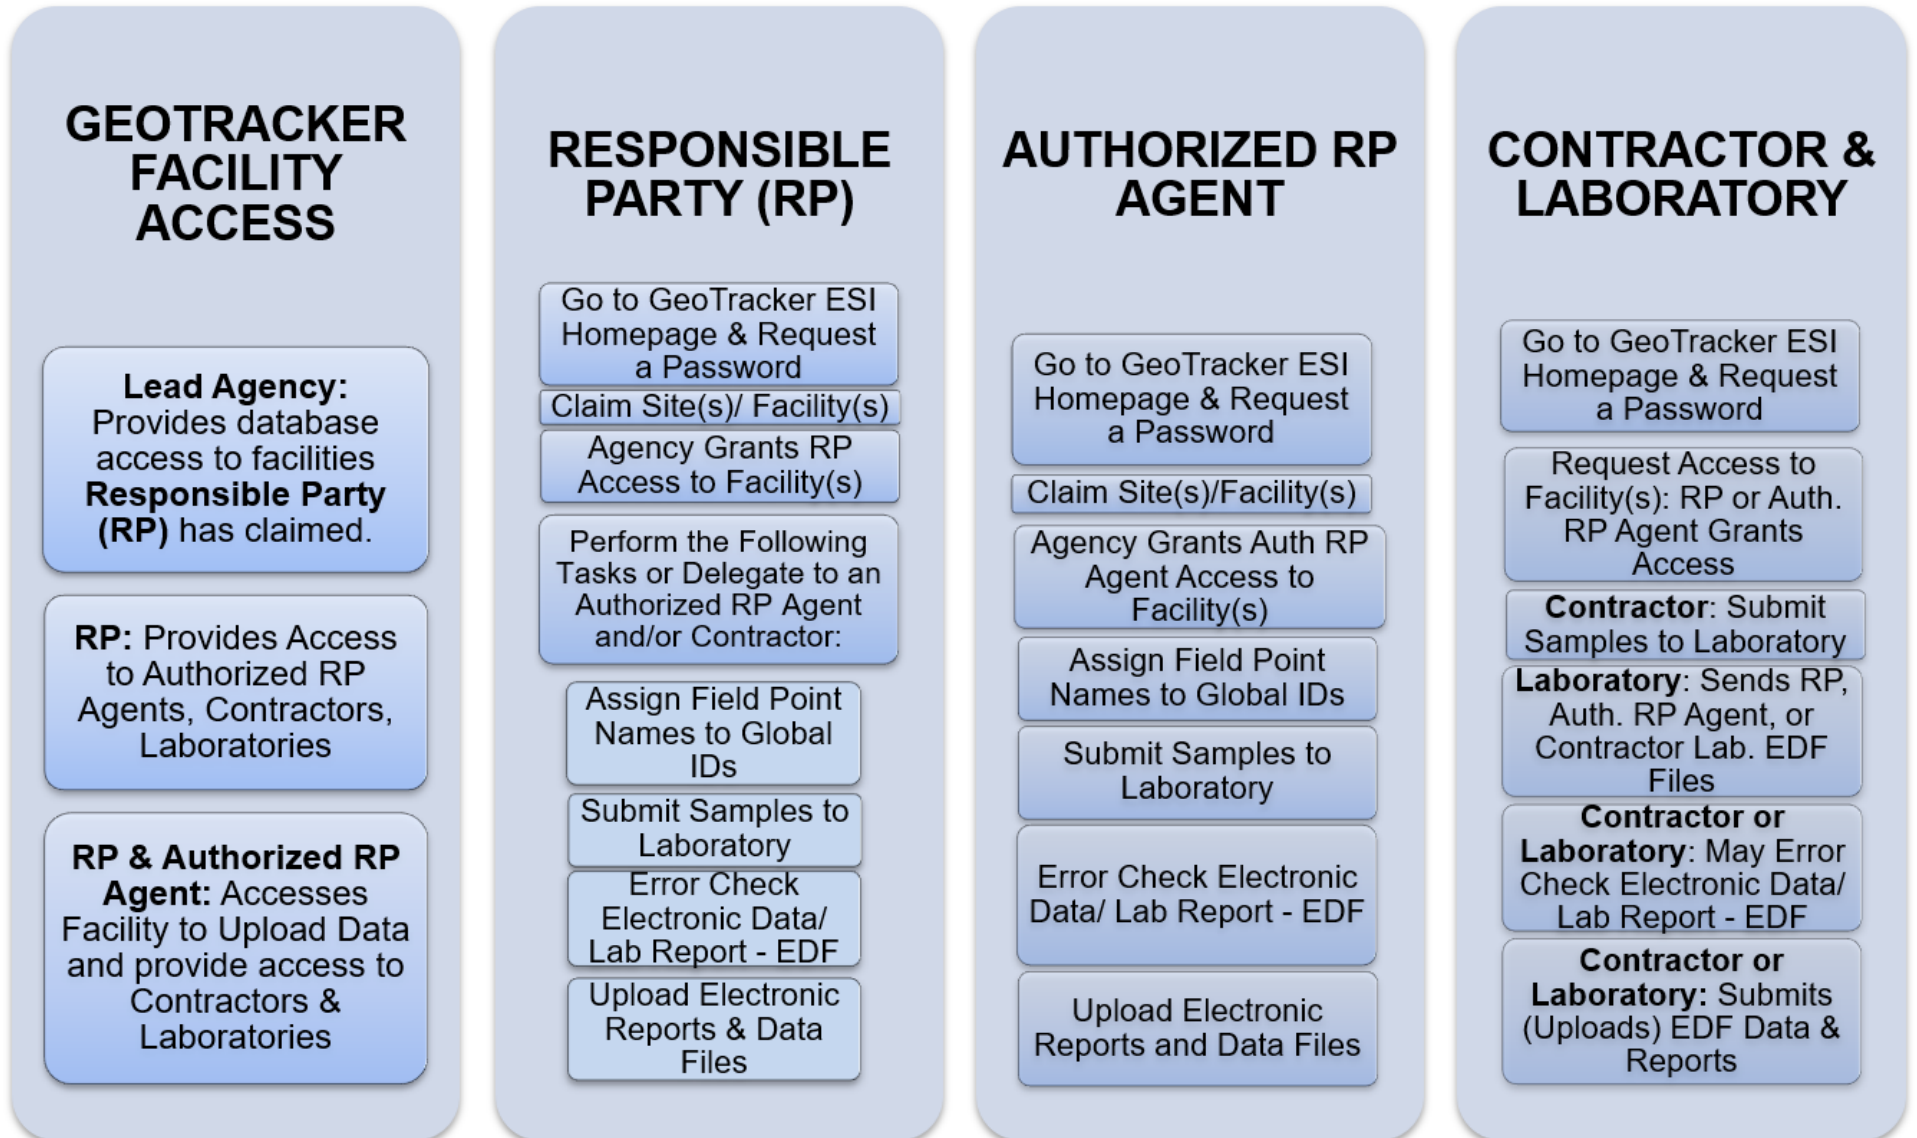 GEOTRACKER
FACILITY
ACCESS
Lead Agency:
Provides database
access to facilities
Responsible Party
(RP) has claimed.
RP: Provides Access
to Authorized RP
Agents, Contractors,
Laboratories
RP & Authorized RP
Agent: Accesses
Facility to Upload Data
and provide access to
Contractors &
Laboratories
RESPONSIBLE
PARTY (RP)
Go to GeoTracker ESI
Homepage & Request
a Password
Claim Site(s)/ Facility(s)
Agency Grants RP
Access to Facility(s)
Perform the Following
Tasks or Delegate to an
Authorized RP Agent
and/or Contractor:
Assign Field Point
Names to Global
IDs
Submit Samples to
Laboratory
Error Check
Electronic Data/
Lab Report - EDF
Upload Electronic
Reports & Data
Files
AUTHORIZED RP
AGENT
Go to GeoTracker ESI
Homepage & Request
a Password
Claim Site(s)/Facility(s)
Agency Grants Auth RP
Agent Access to
Facility(s)
Assign Field Point
Names to Global IDs
Submit Samples to
Laboratory
Error Check Electronic
Data/ Lab Report - EDF
Upload Electronic
Reports and Data Files
CONTRACTOR &
LABORATORY
Go to GeoTracker ESI
Homepage & Request
a Password
Request Access to
Facility(s): RP or Auth.
RP Agent Grants
Access
Contractor: Submit
Samples to Laboratory
Laboratory: Sends RP,
Auth. RP Agent, or
Contractor Lab. EDF
Files
Contractor or
Laboratory: May Error
Check Electronic Data/
Lab Report - EDF
Contractor or
Laboratory: Submits
(Uploads) EDF Data &
Reports